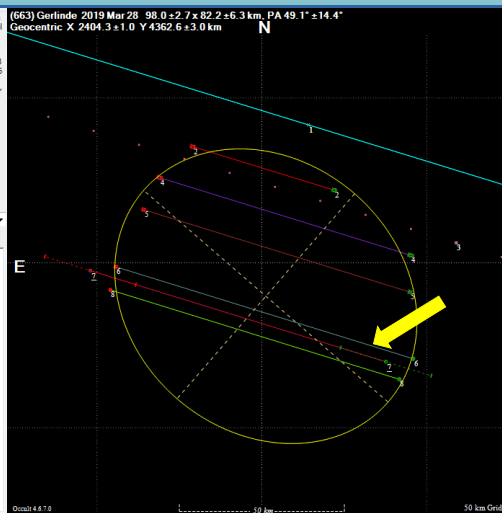 (663) Gerlinde 2019 Mar 28 98.0 ±2.7 x 82.2 ±6.3 km, PA 49.1° ±14.4°
Geocentric X 2404.3 ±1.0 Y 4362.6 ±3.0 km
N
1
2
4
2
5
3
4
E
6
7
8
5
6
7
8
Occult 4.6.7.0
50 km
50 km Grid